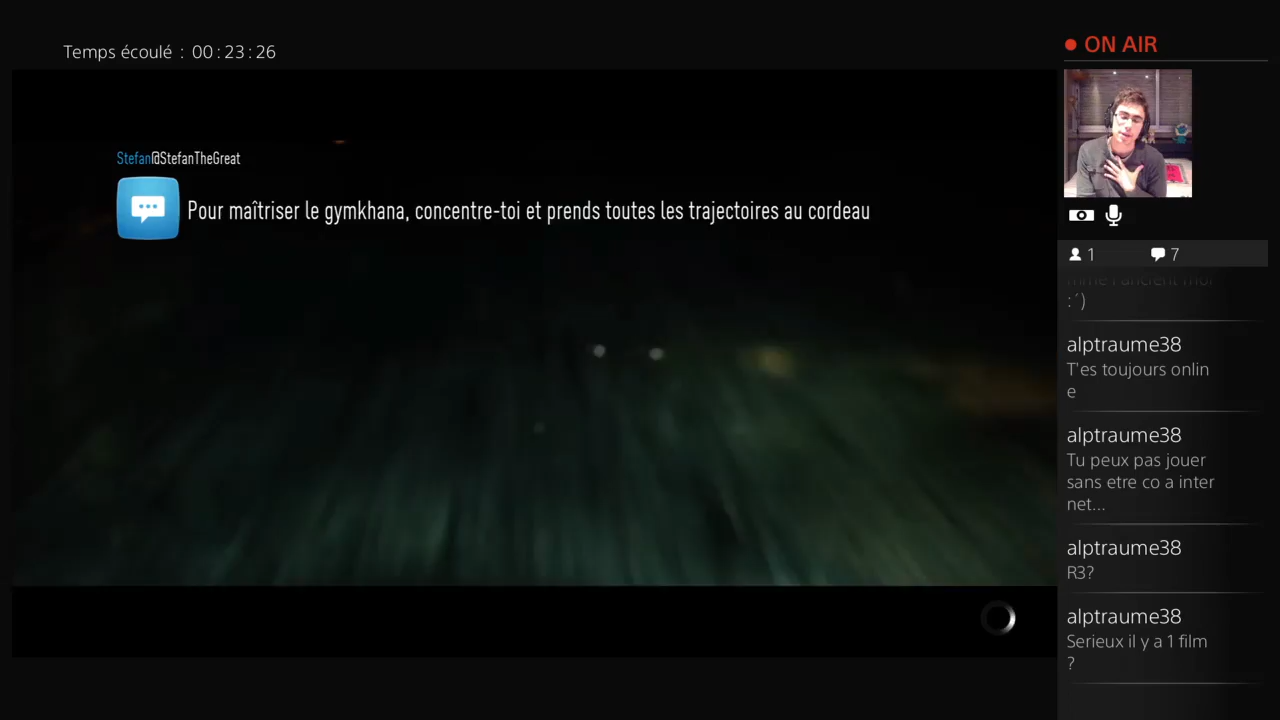 Temps écoulé : 00:23:26
ON AIR
Stefan@StefanTheGreat
Pour maîtriser le gymkhana, concentre-toi et prends toutes les trajectoires au cordeau
1
7
:´)
alptraume38
T'es toujours onlin
e
alptraume38
Tu peux pas jouer
sans etre co a inter
net...
alptraume38
R3?
alptraume38
Serieux il y a 1 film
?